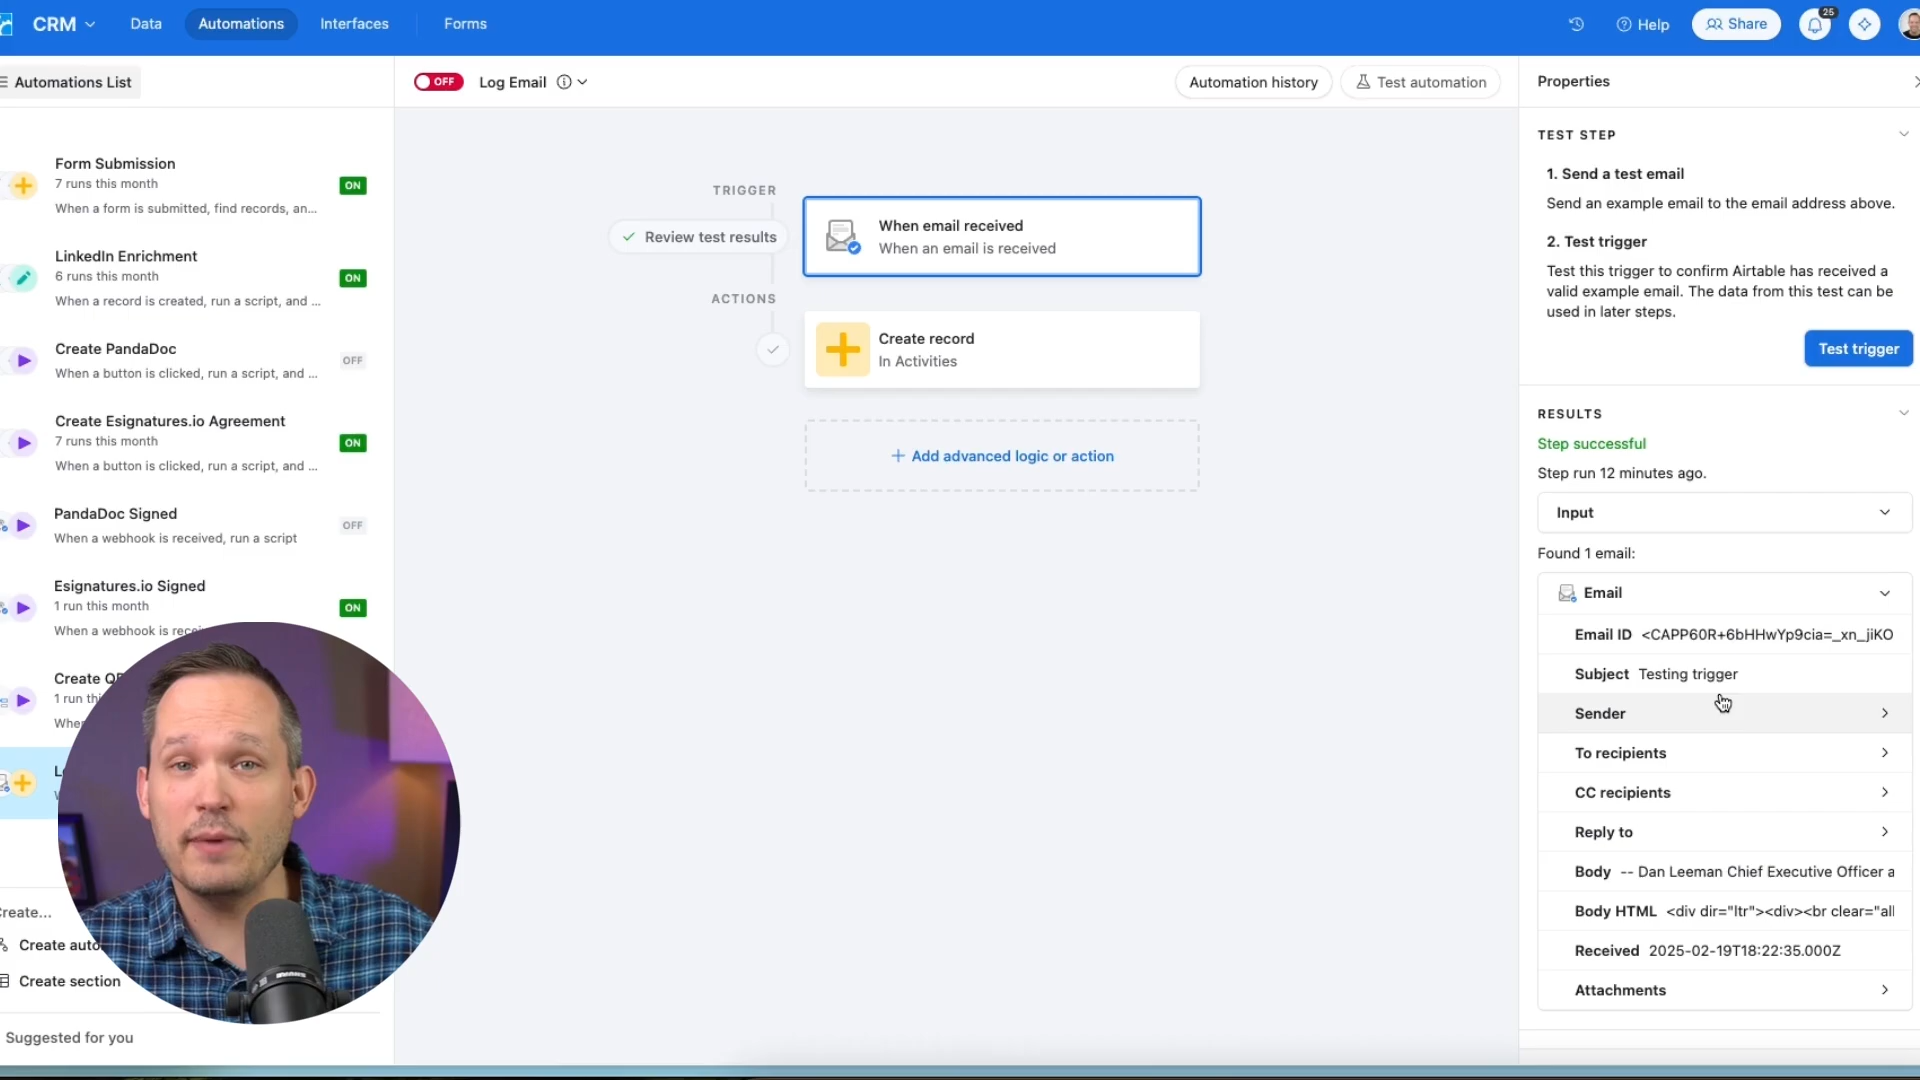 CRM
Data
Automations
Interfaces
Forms
Help
Share
25
Automations List
OFF
Log Email
Automation history
Test automation
Properties
Form Submission
7 runs this month
When a form is submitted, find records, an...
ON
LinkedIn Enrichment
6 runs this month
When a record is created, run a script, and ...
ON
Create PandaDoc
When a button is clicked, run a script, and ...
OFF
Create Esignatures.io Agreement
7 runs this month
When a button is clicked, run a script, and ...
ON
PandaDoc Signed
When a webhook is received, run a script
OFF
Esignatures.io Signed
1 run this month
When a webhook is
ON
Create
1 run
Create
Create section
Suggested for you
TRIGGER
Review test results
When email received
When an email is received
ACTIONS
Create record
In Activities
+ Add advanced logic or action
TEST STEP
1. Send a test email
Send an example email to the email address above.
2. Test trigger
Test this trigger to confirm Airtable has received a
valid example email. The data from this test can be
used in later steps.
Test trigger
RESULTS
Step successful
Step run 12 minutes ago.
Input
Found 1 email:
Email
Email ID <CAPP60R+6bHHwYp9cia=_xn_jiKO
Subject Testing trigger
Sender
To recipients
CC recipients
Reply to
Body -- Dan Leeman Chief Executive Officer a
Body HTML <div dir="ltr"><div><br clear="all
Received 2025-02-19T18:22:35.000Z
Attachments